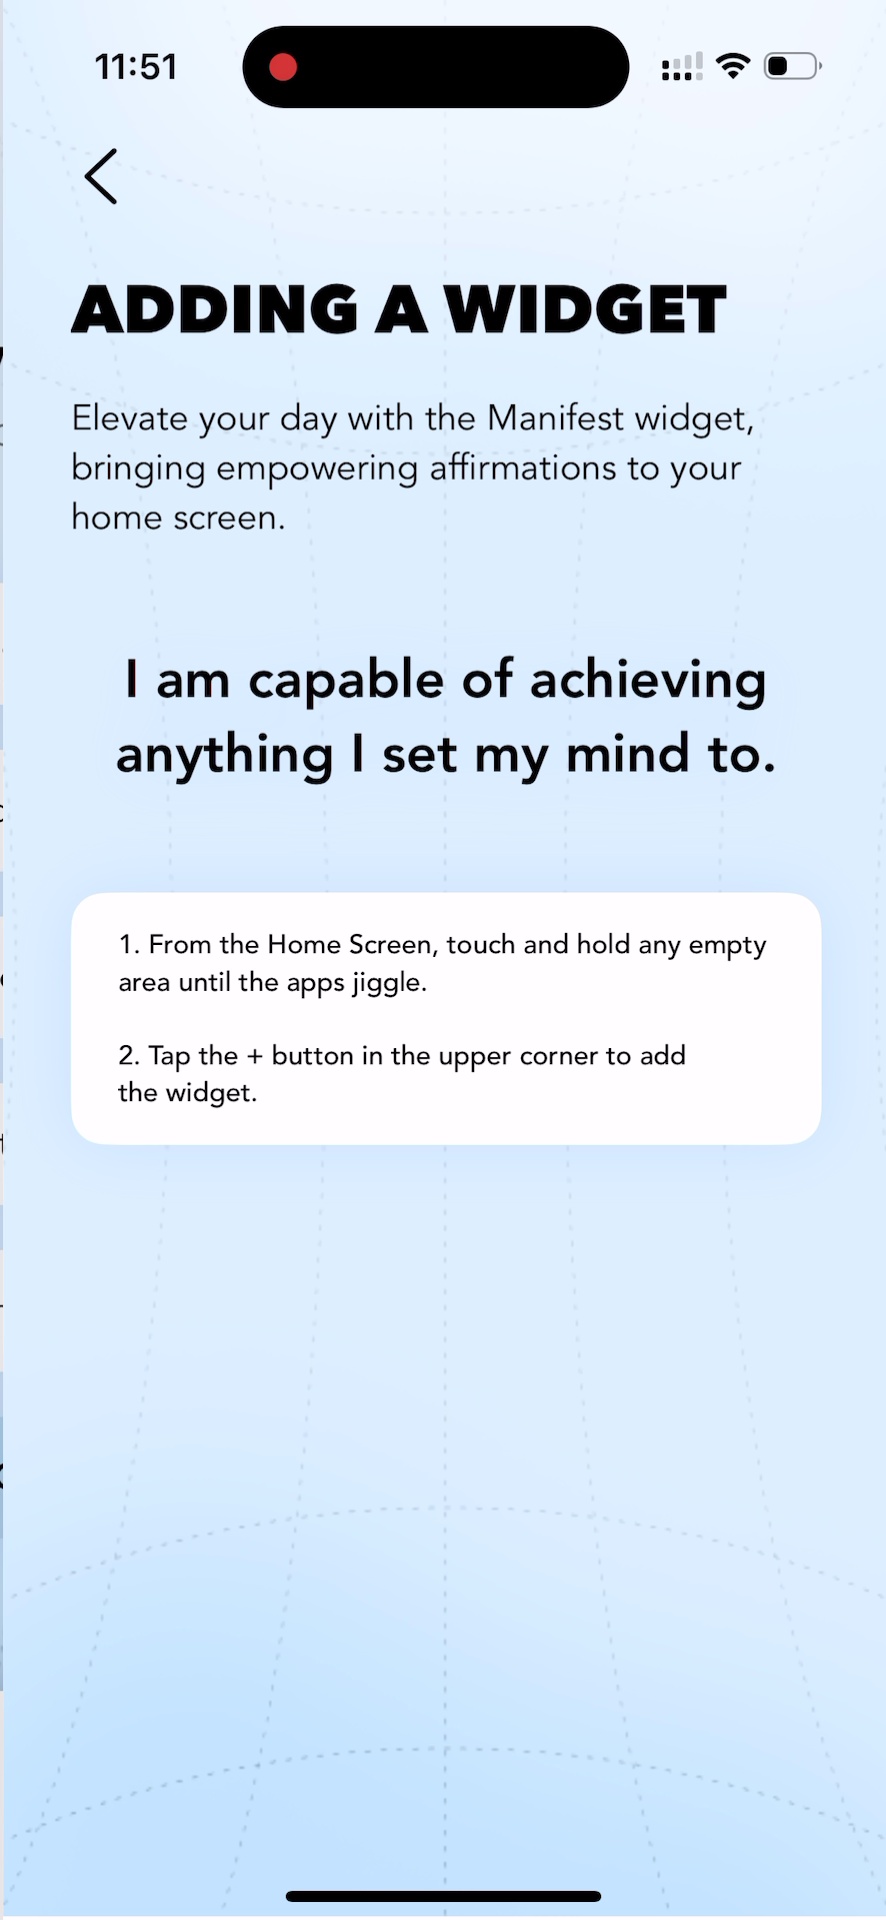 11:51
ADDING A WIDGET
Elevate your day with the Manifest widget,
bringing empowering affirmations to your
home screen.
I am capable of achieving
anything I set my mind to.
1. From the Home Screen, touch and hold any empty
area until the apps jiggle.
2. Tap the + button in the upper corner to add
the widget.